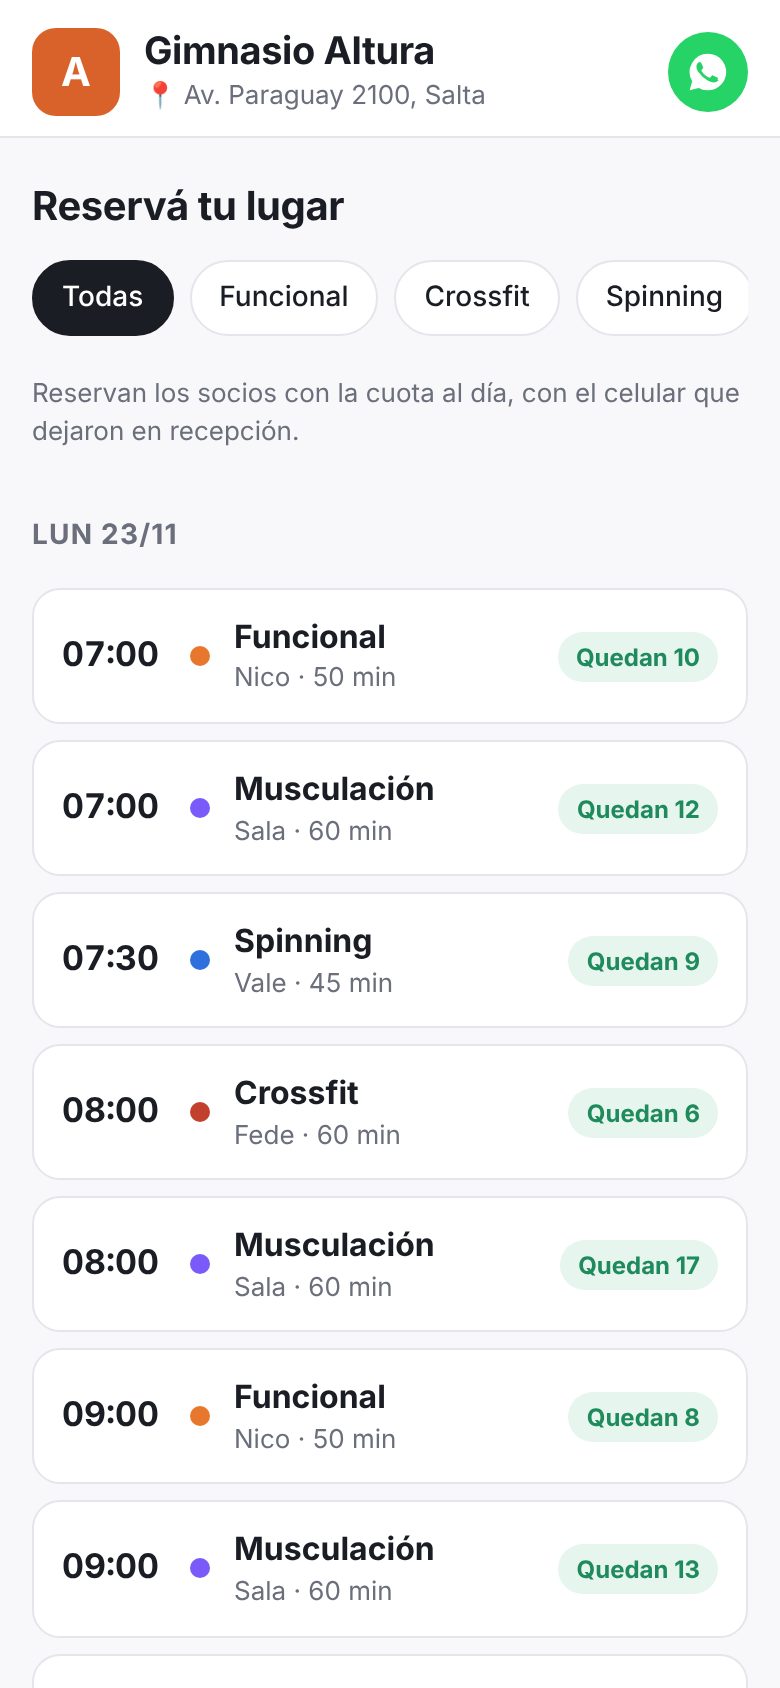 A
Gimnasio Altura
📍 Av. Paraguay 2100, Salta
Reservá tu lugar
Todas
Funcional
Crossfit
Spinning
Reservan los socios con la cuota al día, con el celular que
dejaron en recepción.
LUN 23/11
07:00
Funcional
Nico · 50 min
Quedan 10
07:00
Musculación
Sala · 60 min
Quedan 12
07:30
Spinning
Vale · 45 min
Quedan 9
08:00
Crossfit
Fede · 60 min
Quedan 6
08:00
Musculación
Sala · 60 min
Quedan 17
09:00
Funcional
Nico · 50 min
Quedan 8
09:00
Musculación
Sala · 60 min
Quedan 13